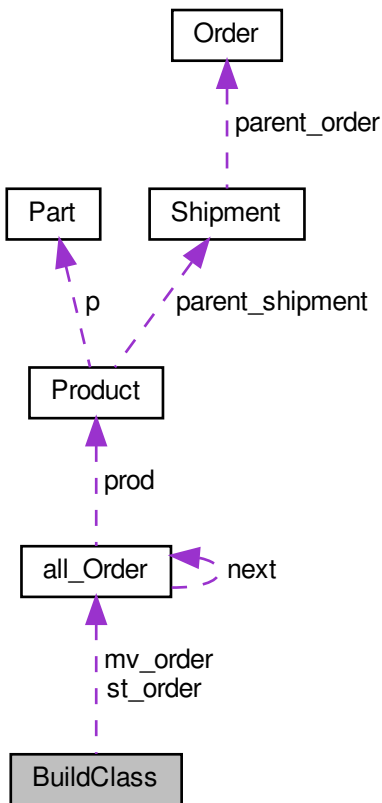 Order
parent_order
Part
Shipment
p
parent_shipment
Product
prod
all_Order
next
mv_order
st_order
BuildClass